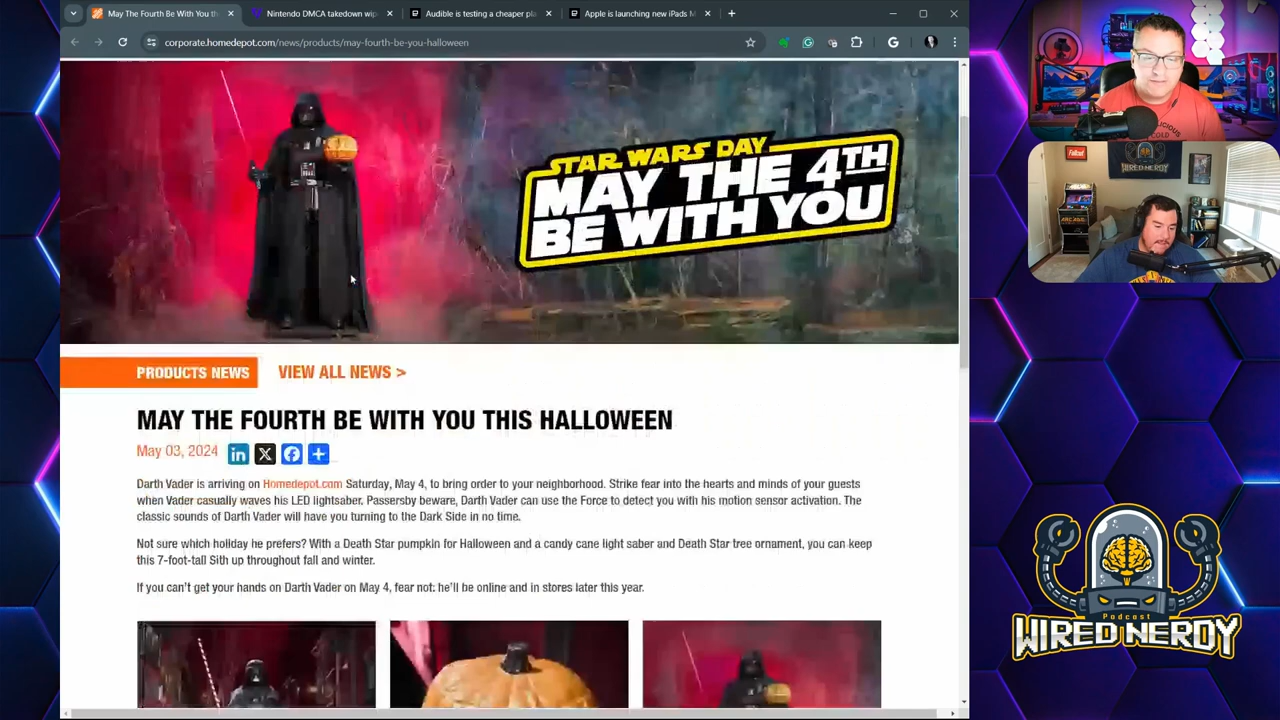 May The Fourth Be With You th
Nintendo DMCA takedown wip
Audible is testing a cheaper pl
Apple is launching new iPads M
corporate.homedepot.com/news/products/may-fourth-be-you-halloween
STAR WARS DAY
MAY THE 4TH
BE WITH YOU
PRODUCTS NEWS
VIEW ALL NEWS >
MAY THE FOURTH BE WITH YOU THIS HALLOWEEN
May 03, 2024
Darth Vader is arriving on Homedepot.com Saturday, May 4, to bring order to your neighborhood. Strike fear into the hearts and minds of your guests
when Vader casually waves his LED lightsaber. Passersby beware, Darth Vader can use the Force to detect you with his motion sensor activation. The
classic sounds of Darth Vader will have you turning to the Dark Side in no time.
Not sure which holiday he prefers? With a Death Star pumpkin for Halloween and a candy cane light saber and Death Star tree ornament, you can keep
this 7-foot-tall Sith up throughout fall and winter.
If you can't get your hands on Darth Vader on May 4, fear not: he'll be online and in stores later this year.
Fallout
WIRED NERDY
Podcast
WIRED NERDY